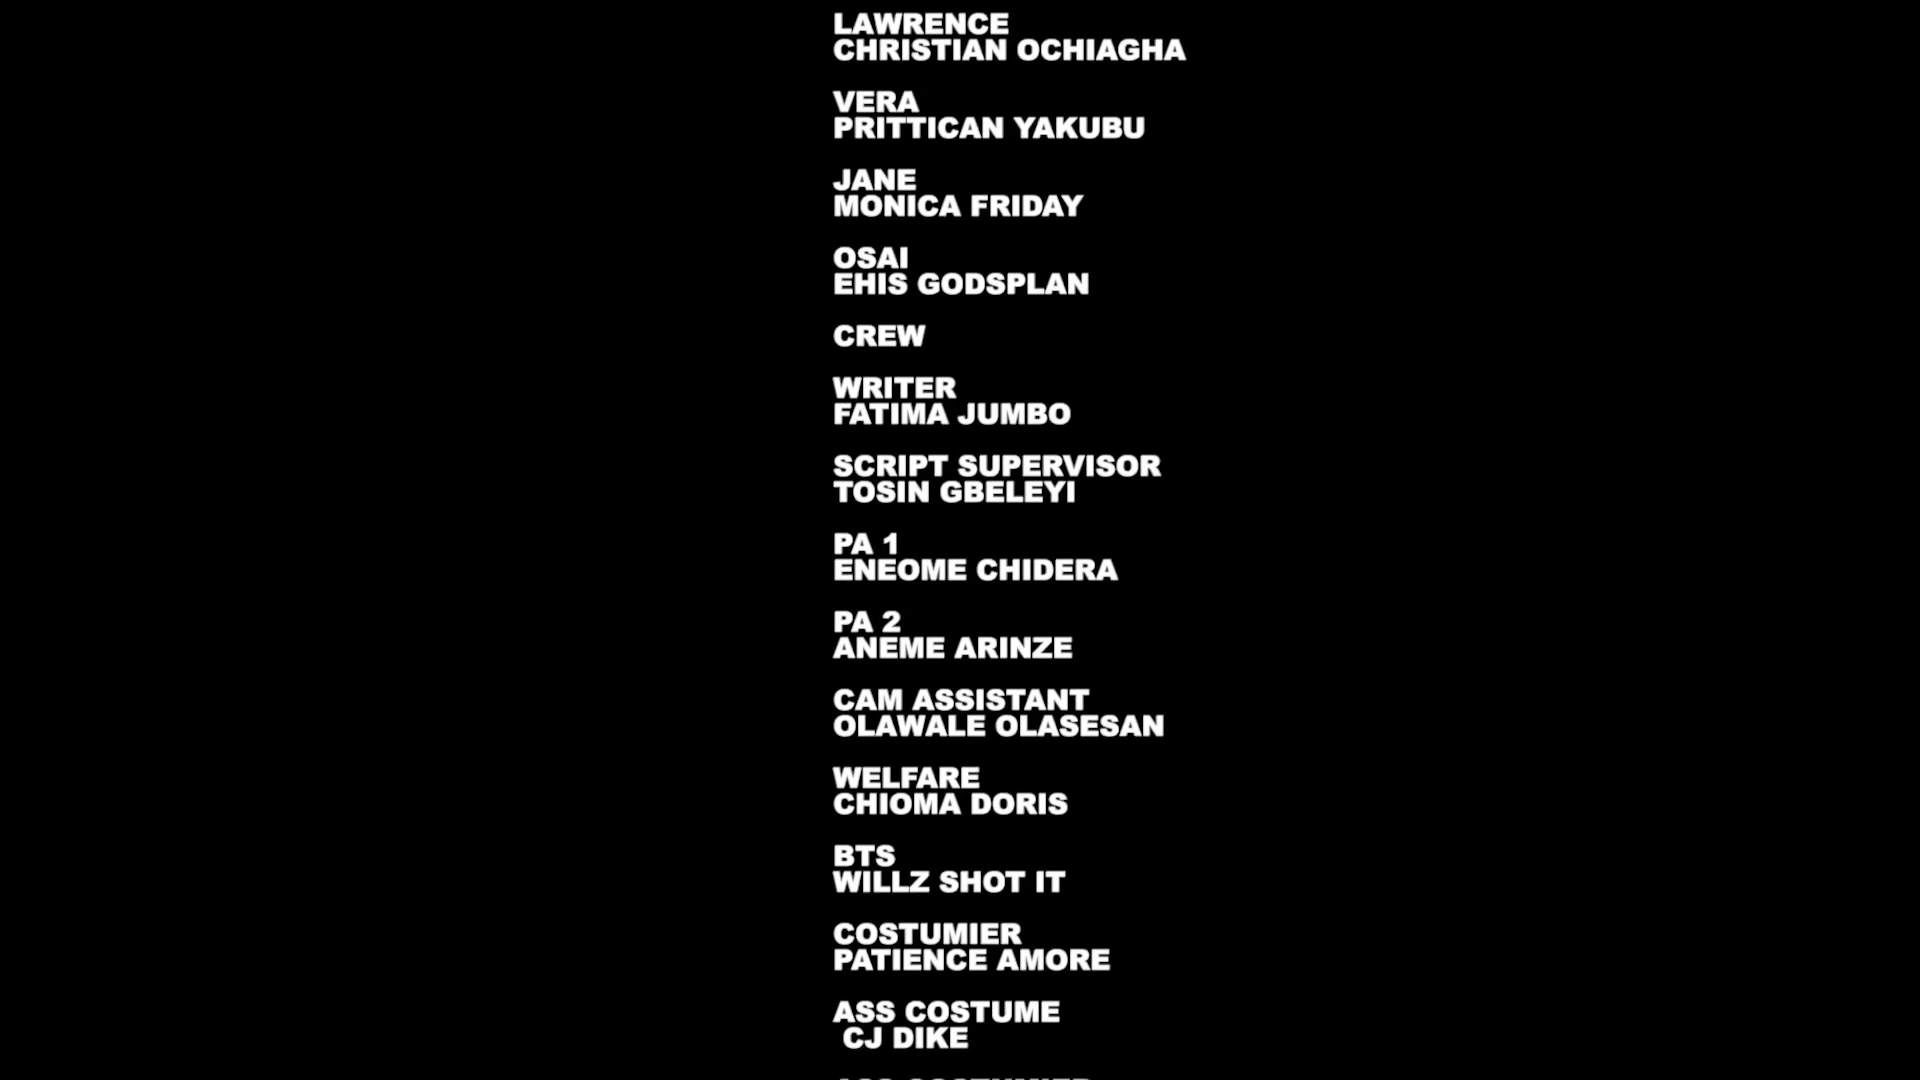 LAWRENCE
CHRISTIAN OCHIAGHA
VERA
PRITTICAN YAKUBU
JANE
MONICA FRIDAY
OSAI
EHIS GODSPLAN
CREW
WRITER
FATIMA JUMBO
SCRIPT SUPERVISOR
TOSIN GBELEYI
PA 1
ENEOME CHIDERA
PA 2
ANEME ARINZE
CAM ASSISTANT
OLAWALE OLASESAN
WELFARE
CHIOMA DORIS
BTS
WILLZ SHOT IT
COSTUMIER
PATIENCE AMORE
ASS COSTUME
CJ DIKE